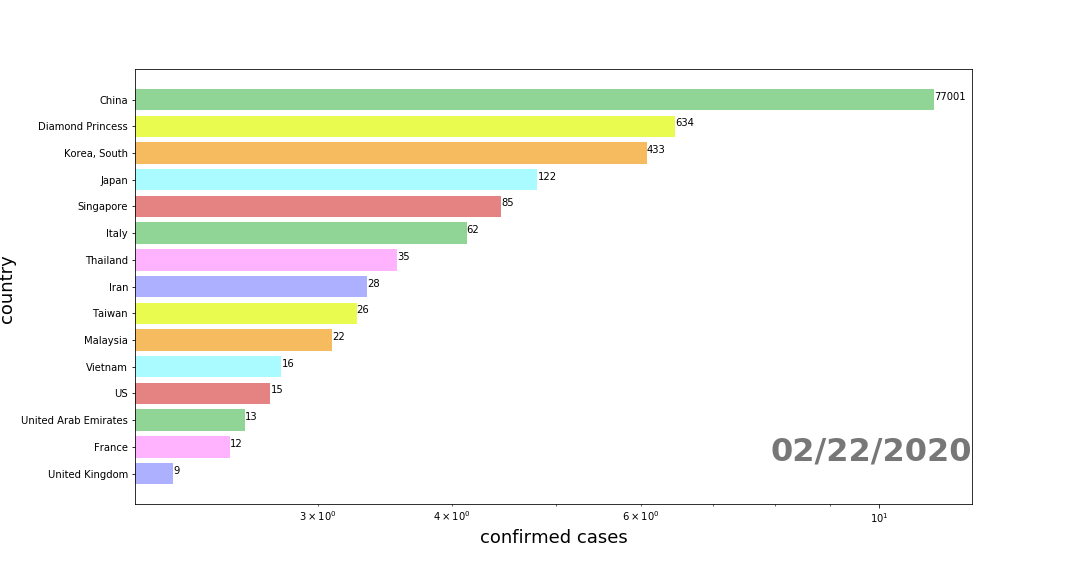 China 77001
Diamond Princess 634
Korea, South 433
Japan 122
Singapore 85
Italy 62
Thailand 35
Iran 28
Taiwan 26
Malaysia 22
Vietnam 16
US 15
United Arab Emirates 13
France 12
United Kingdom 9
02/22/2020
country
3 × 10⁰ 4 × 10⁰ 6 × 10⁰ 10¹
confirmed cases